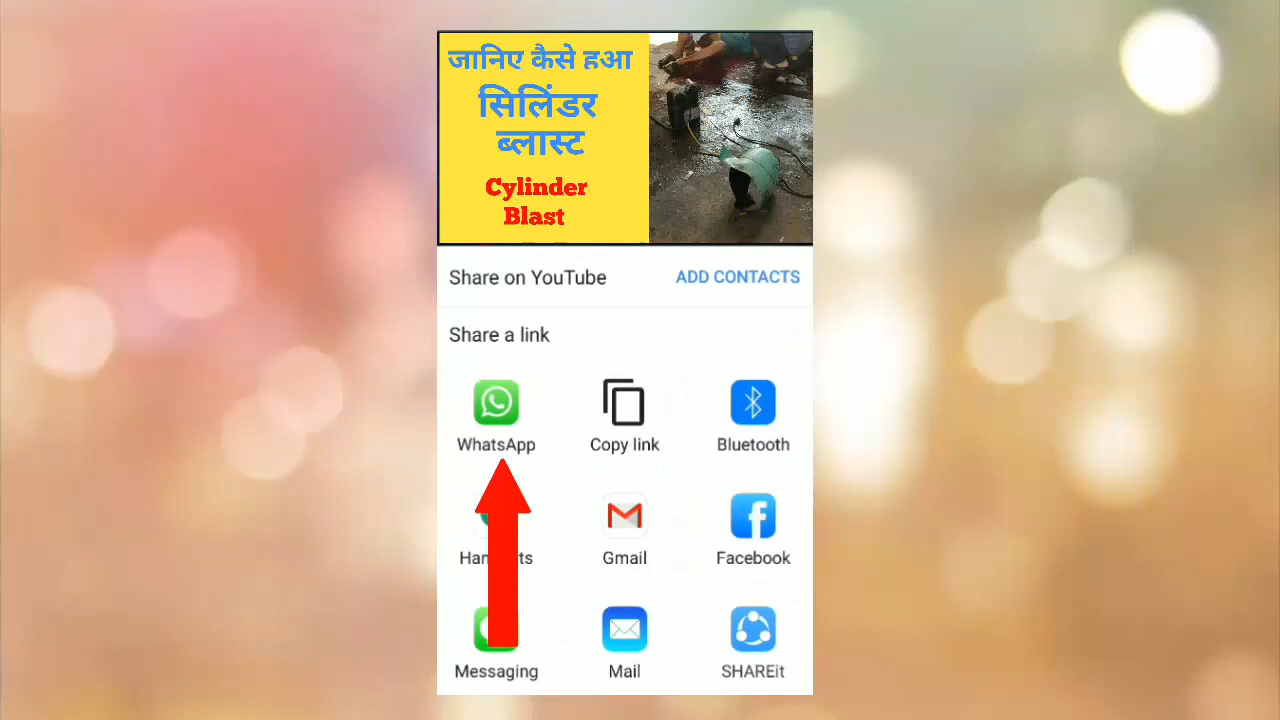 जानिए कैसे हुआ
सिलिंडर
ब्लास्ट
Cylinder
Blast
Share on YouTube
ADD CONTACTS
Share a link
WhatsApp
Copy link
Bluetooth
Gmail
Facebook
Messaging
Mail
SHAREit